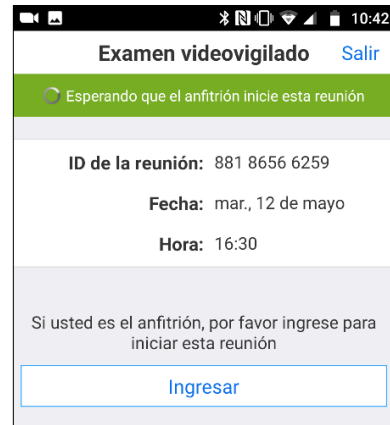 10:42
Examen videovigilado Salir
Esperando que el anfitrión inicie esta reunión
ID de la reunión: 881 8656 6259
Fecha: mar., 12 de mayo
Hora: 16:30
Si usted es el anfitrión, por favor ingrese para
iniciar esta reunión
Ingresar